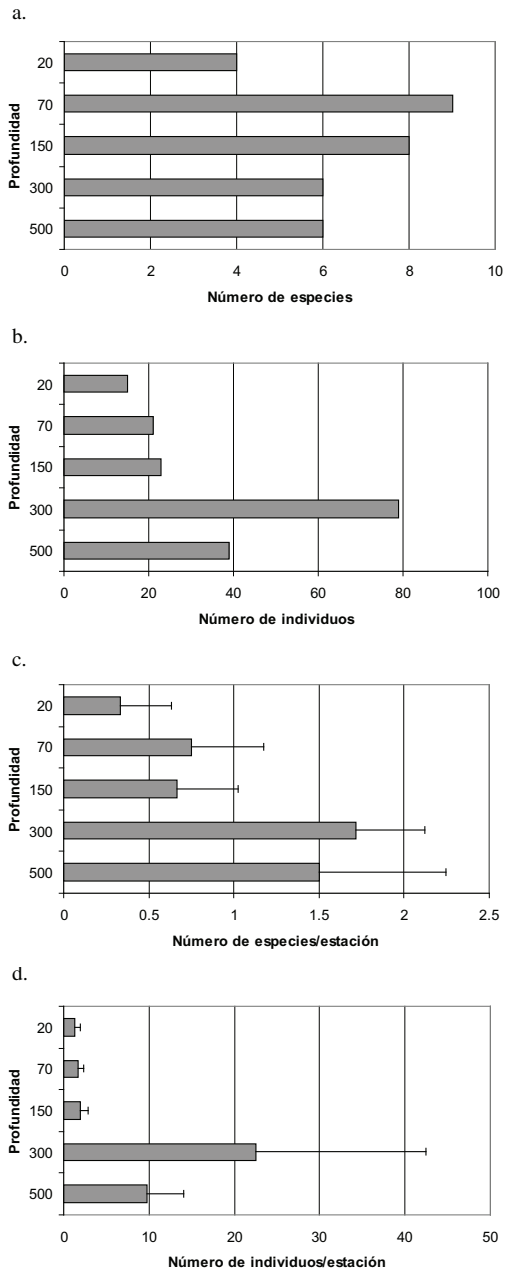 a.
20
70
150
300
500
Profundidad
0 2 4 6 8 10
Número de especies
b.
20
70
150
300
500
Profundidad
0 20 40 60 80 100
Número de individuos
c.
20
70
150
300
500
Profundidad
0 0.5 1 1.5 2 2.5
Número de especies/estación
d.
20
70
150
300
500
Profundidad
0 10 20 30 40 50
Número de individuos/estación